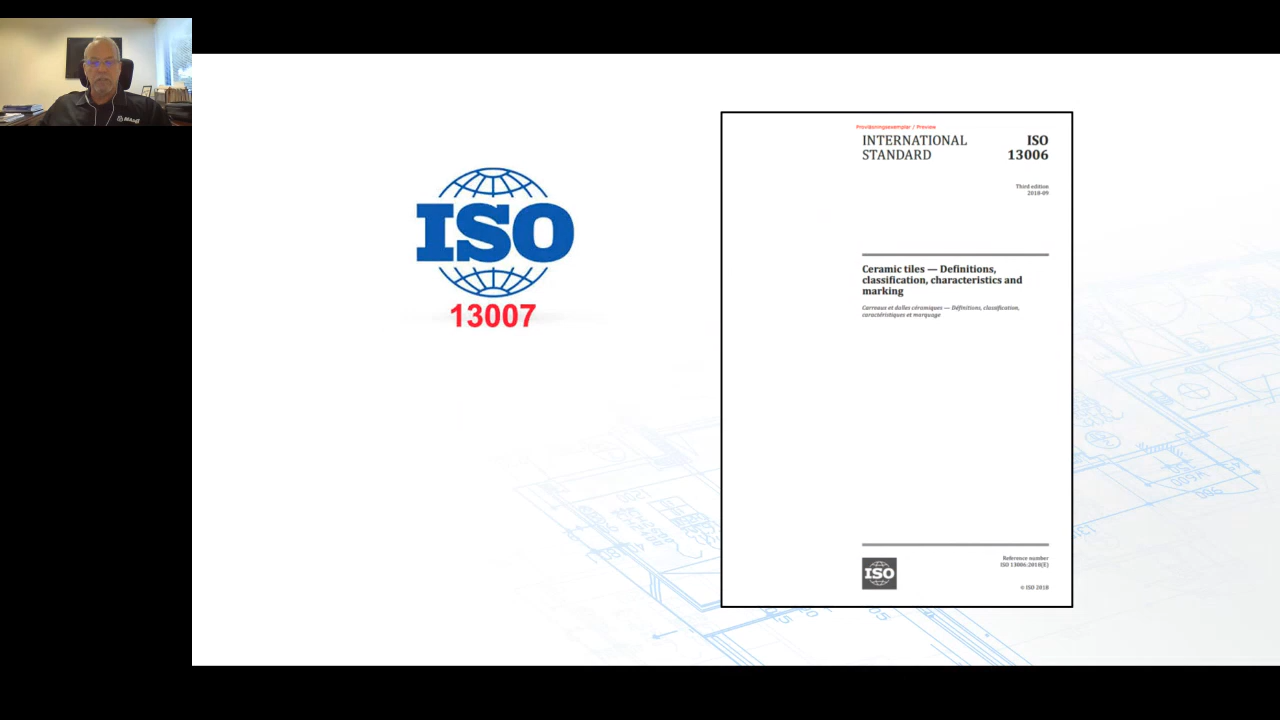 ISO
13007
Provläsningsexemplar / Preview
INTERNATIONAL
STANDARD
ISO
13006
Third edition
2018-09
Ceramic tiles — Definitions,
classification, characteristics and
marking
Carreaux et dalles céramiques — Définitions, classification,
caractéristiques et marquage
ISO
Reference number
ISO 13006:2018(E)
© ISO 2018